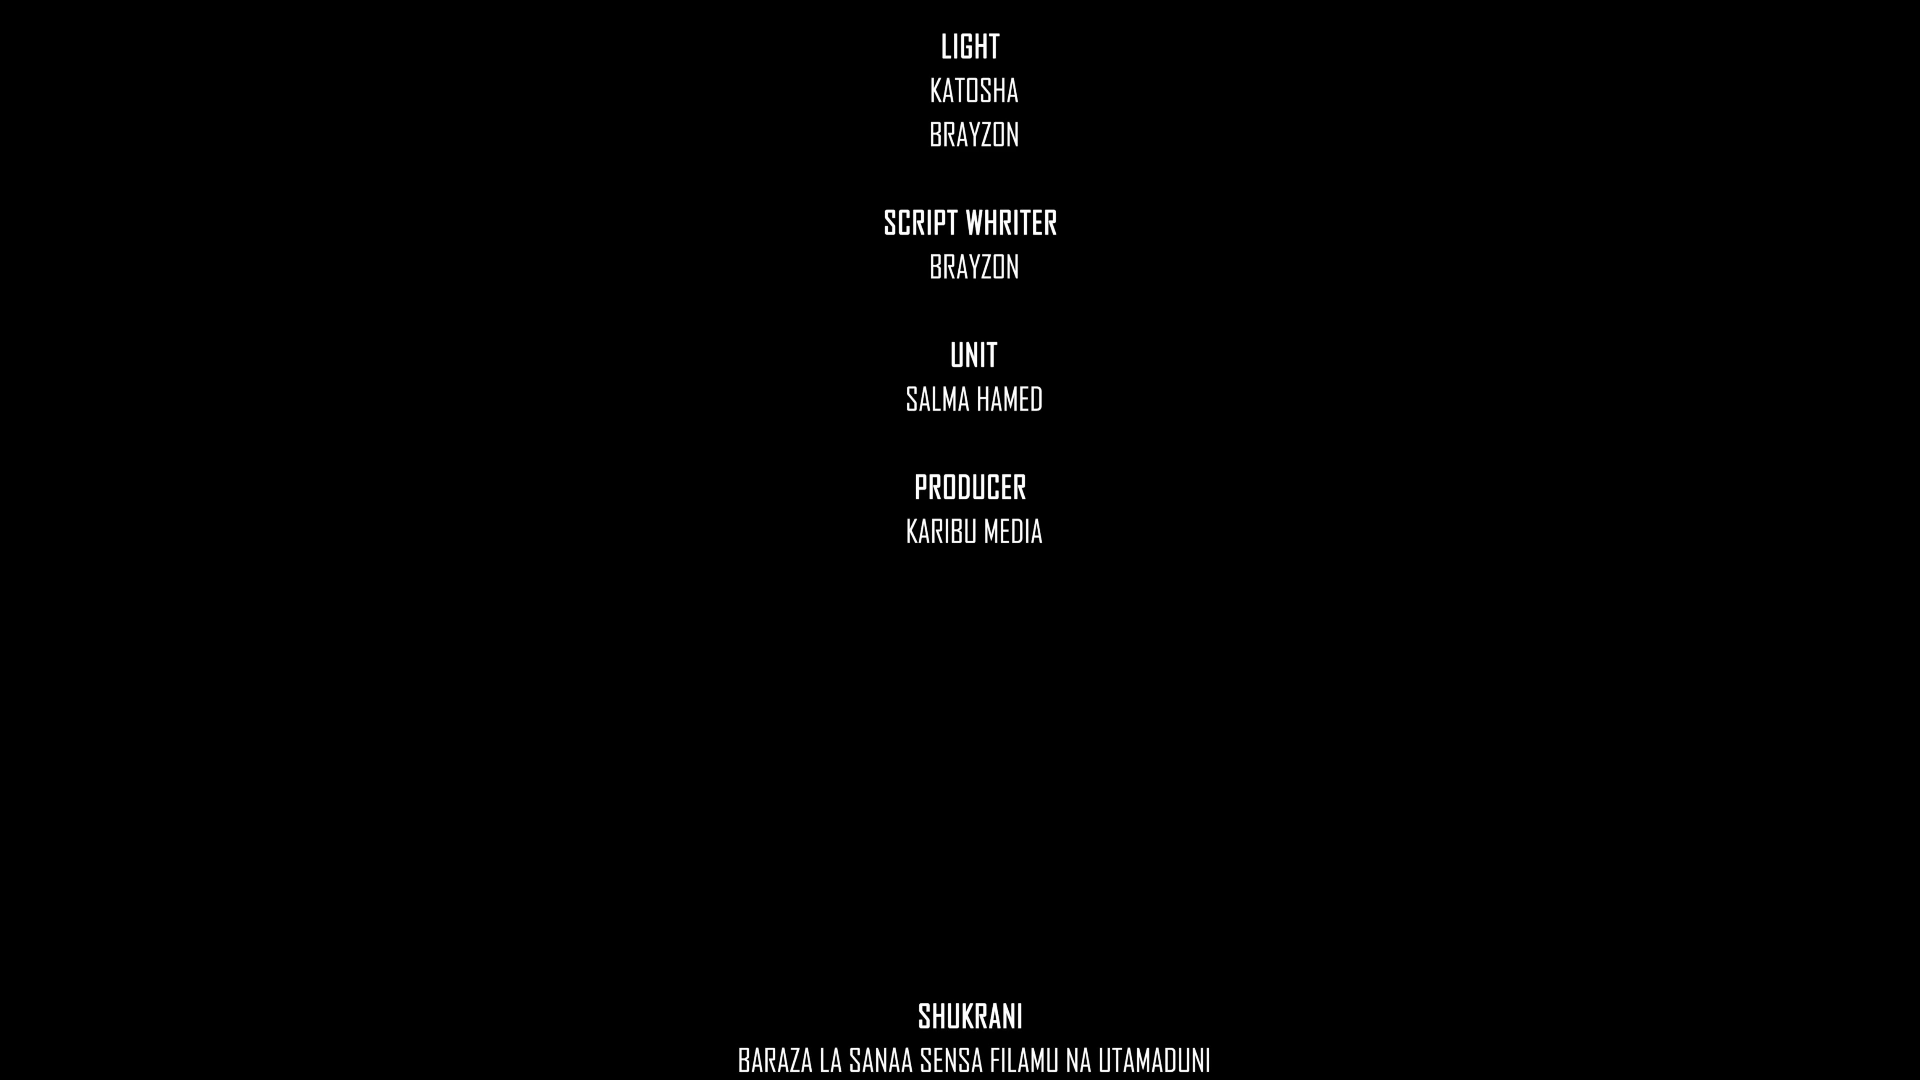 LIGHT
KATOSHA
BRAYZON
SCRIPT WHRITER
BRAYZON
UNIT
SALMA HAMED
PRODUCER
KARIBU MEDIA
SHUKRANI
BARAZA LA SANAA SENSA FILAMU NA UTAMADUNI